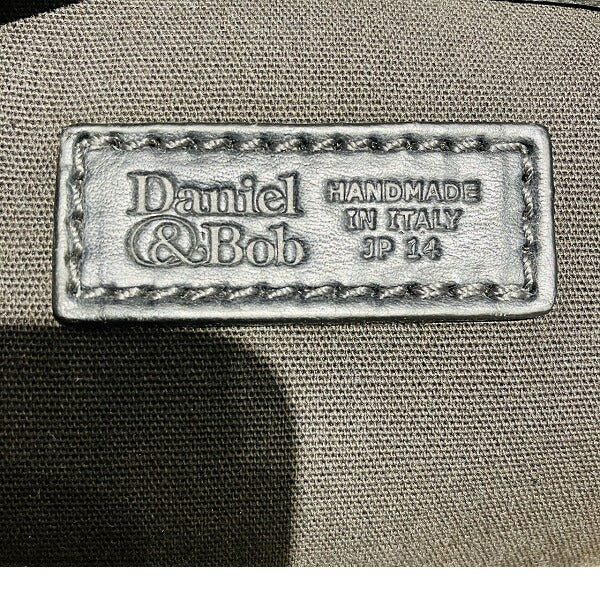 Daniel
& Bob
HANDMADE
IN ITALY
JP 14